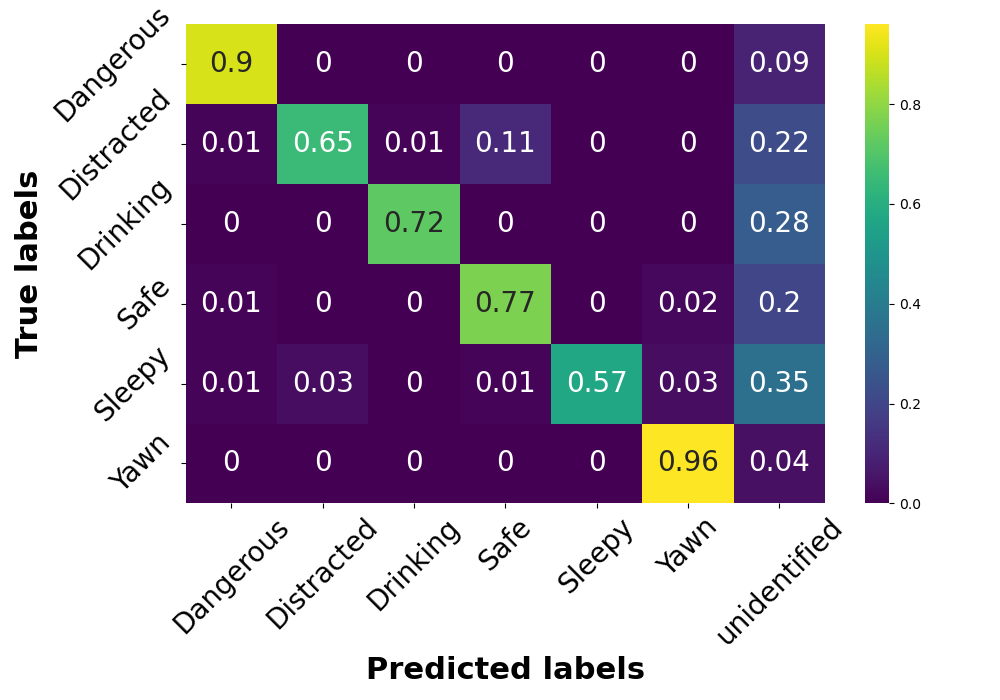 Dangerous 0.9 0 0 0 0 0 0.09
Distracted 0.01 0.65 0.01 0.11 0 0 0.22
Drinking 0 0 0.72 0 0 0 0.28
Safe 0.01 0 0 0.77 0 0.02 0.2
Sleepy 0.01 0.03 0 0.01 0.57 0.03 0.35
Yawn 0 0 0 0 0 0.96 0.04
True labels
Dangerous Distracted Drinking Safe Sleepy Yawn unidentified
Predicted labels
0.8
0.6
0.4
0.2
0.0